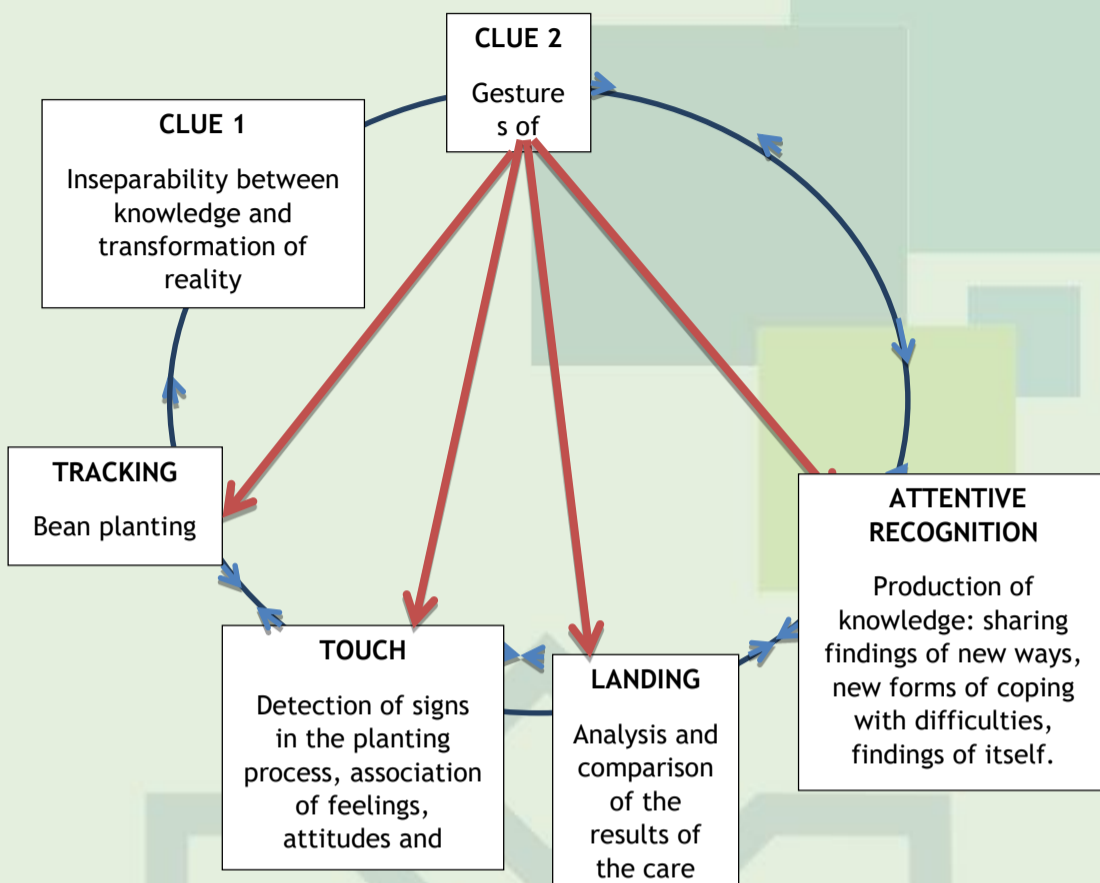 CLUE 2
Gesture
s of
CLUE 1
Inseparability between
knowledge and
transformation of
reality
TRACKING
Bean planting
TOUCH
Detection of signs
in the planting
process, association
of feelings,
attitudes and
LANDING
Analysis and
comparison
of the
results of
the care
ATTENTIVE
RECOGNITION
Production of
knowledge: sharing
findings of new ways,
new forms of coping
with difficulties,
findings of itself.